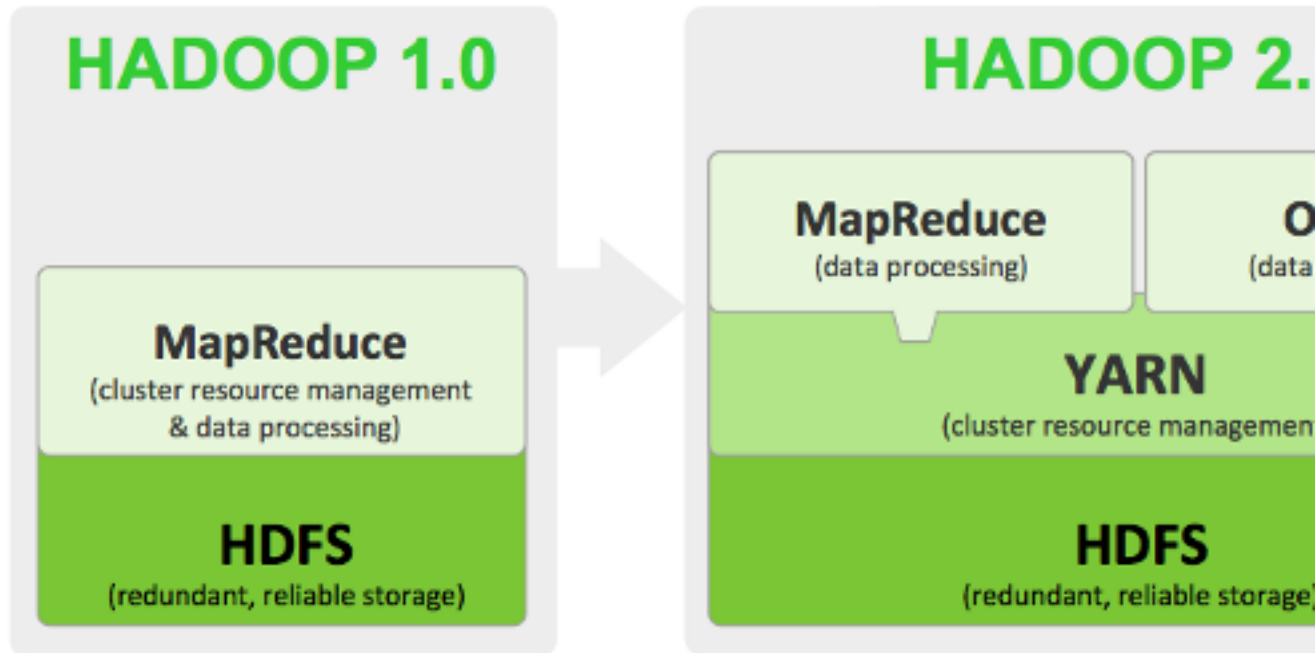 HADOOP 1.0
MapReduce
(cluster resource management
& data processing)
HDFS
(redundant, reliable storage)
HADOOP 2.
MapReduce
(data processing)
O
(data
YARN
(cluster resource management
HDFS
(redundant, reliable storage)